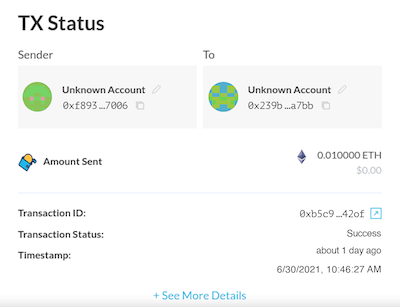 TX Status
Sender
To
Unknown Account
0xf893...7006
Unknown Account
0x239b...a7bb
Amount Sent
0.010000 ETH
$0.00
Transaction ID:
0xb5c9...42of
Transaction Status:
Success
Timestamp:
about 1 day ago
6/30/2021, 10:46:27 AM
+ See More Details